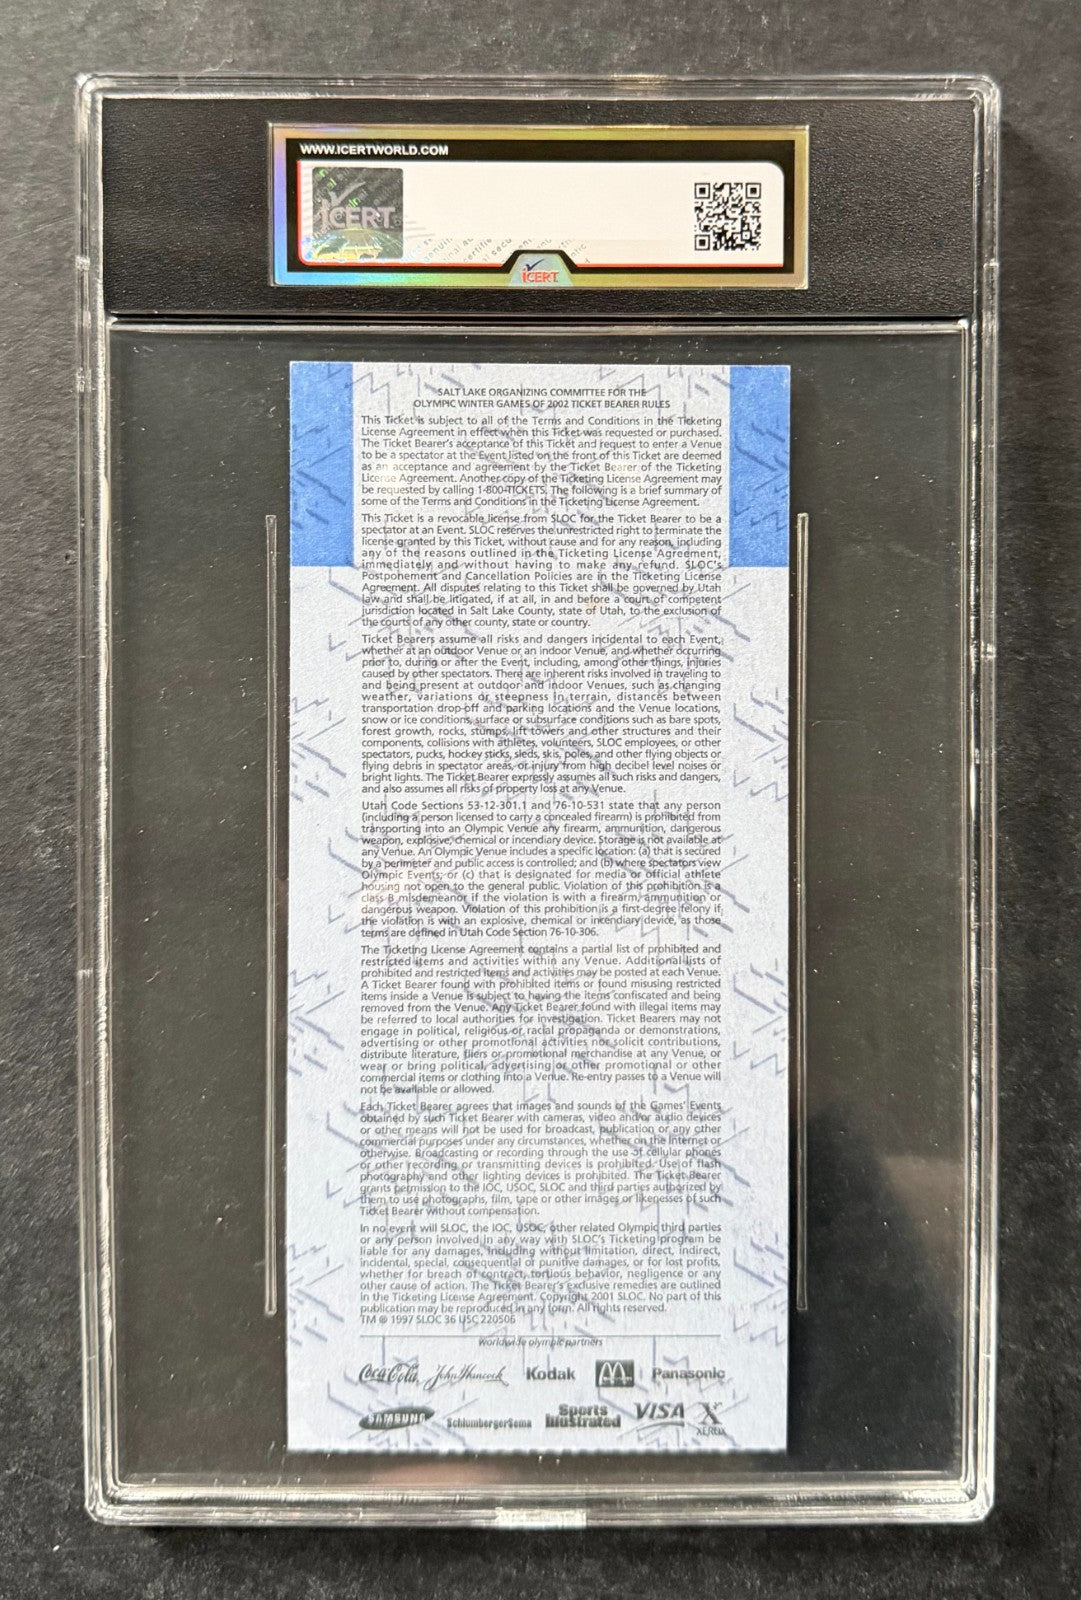 WWW.ICERTWORLD.COM
ICERT
ICERT
SALT LAKE ORGANIZING COMMITTEE FOR THE
OLYMPIC WINTER GAMES OF 2002 TICKET BEARER RULES
This Ticket is subject to all of the Terms and Conditions in the Ticketing
License Agreement in effect when this Ticket was requested or purchased.
The Ticket Bearer's acceptance of this Ticket and request to enter a Venue
to be a spectator at the Event listed on the front of this Ticket are deemed
as an acceptance and agreement by the Ticket Bearer of the Ticketing
License Agreement. Another copy of the Ticketing License Agreement may
be requested by calling 1-800-TICKETS. The following is a brief summary of
some of the Terms and Conditions in the Ticketing License Agreement.
This Ticket is a revocable license from SLOC for the Ticket Bearer to be a
spectator at an Event. SLOC reserves the unrestricted right to terminate the
license granted by this Ticket, without cause and for any reason, including
any of the reasons outlined in the Ticketing License Agreement,
immediately and without having to make any refund. SLOC's
Postponement and Cancellation Policies are in the Ticketing License
Agreement. All disputes relating to this Ticket shall be governed by Utah
law and shall be litigated, if at all, in and before a court of competent
jurisdiction located in Salt Lake County, state of Utah, to the exclusion of
the courts of any other county, state or country.
Ticket Bearers assume all risks and dangers incidental to each Event,
whether at an outdoor Venue or an indoor Venue, and whether occurring
prior to, during or after the Event, including, among other things, injuries
caused by other spectators. There are inherent risks involved in traveling to
and being present at outdoor and indoor Venues, such as changing
weather, variations or steepness in terrain, distances between
transportation drop-off and parking locations and the Venue locations,
snow or ice conditions, surface or subsurface conditions such as bare spots,
forest growth, rocks, stumps, lift towers and other structures and their
components, collisions with athletes, volunteers, SLOC employees, or other
spectators, pucks, hockey sticks, sleds, skis, poles, and other flying objects or
flying debris in spectator areas, or injury from high decibel level noises or
bright lights. The Ticket Bearer expressly assumes all such risks and dangers,
and also assumes all risks of property loss at any Venue.
Utah Code Sections 53-12-301.1 and 76-10-531 state that any person
(including a person licensed to carry a concealed firearm) is prohibited from
transporting into an Olympic Venue any firearm, ammunition, dangerous
weapon, explosive, chemical or incendiary device. Storage is not available at
any Venue. An Olympic Venue includes a specific location: (a) that is secured
by a perimeter and public access is controlled; and (b) where spectators view
Olympic Events; or (c) that is designated for media or official athlete
housing not open to the general public. Violation of this prohibition is a
class B misdemeanor if the violation is with a firearm, ammunition or
dangerous weapon. Violation of this prohibition is a first-degree felony if
the violation is with an explosive, chemical or incendiary device, as those
terms are defined in Utah Code Section 76-10-306.
The Ticketing License Agreement contains a partial list of prohibited and
restricted items and activities within any Venue. Additional lists of
prohibited and restricted items and activities may be posted at each Venue.
A Ticket Bearer found with prohibited items or found misusing restricted
items inside a Venue is subject to having the items confiscated and being
removed from the Venue. Any Ticket Bearer found with illegal items may
be referred to local authorities for investigation. Ticket Bearers may not
engage in political, religious or racial propaganda or demonstrations,
advertising or other promotional activities nor solicit contributions,
distribute literature, fliers or promotional merchandise at any Venue, or
wear or bring political, advertising or other promotional or other
commercial items or clothing into a Venue. Re-entry passes to a Venue will
not be available or allowed.
Each Ticket Bearer agrees that images and sounds of the Games' Events
obtained by such Ticket Bearer with cameras, video and/or audio devices
or other means will not be used for broadcast, publication or any other
commercial purposes under any circumstances, whether on the Internet or
otherwise. Broadcasting or recording through the use of cellular phones
or other recording or transmitting devices is prohibited. Use of flash
photography and other lighting devices is prohibited. The Ticket Bearer
grants permission to the IOC, USOC, SLOC and third parties authorized by
them to use photographs, film, tape or other images or likenesses of such
Ticket Bearer without compensation.
In no event will SLOC, the IOC, USOC, other related Olympic third parties
or any person involved in any way with SLOC's Ticketing program be
liable for any damages, including without limitation, direct, indirect,
incidental, special, consequential or punitive damages, or for lost profits,
whether for breach of contract, tortious behavior, negligence or any
other cause of action. The Ticket Bearer's exclusive remedies are outlined
in the Ticketing License Agreement. Copyright 2001 SLOC. No part of this
publication may be reproduced in any form. All rights reserved.
TM © 1997 SLOC 36 USC 220506
worldwide olympic partners
Coca-Cola John Hancock Kodak Panasonic
SAMSUNG SchlumbergerSema Sports Illustrated VISA X
XEROX